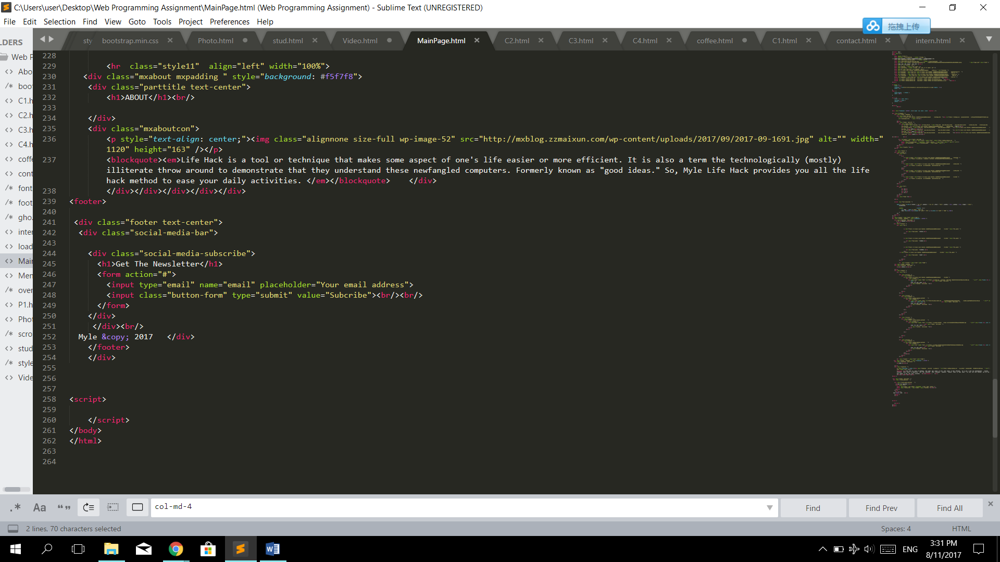 C:\Users\user\Desktop\Web Programming Assignment\MainPage.html (Web Programming Assignment) - Sublime Text (UNREGISTERED)
File Edit Selection Find View Goto Tools Project Preferences Help
拖拽上传
LDERS
sty bootstrap.min.css Photo.html stud.html Video.html MainPage.html C2.html C3.html C4.html coffee.html C1.html contact.html intern.html
Web P
Abo
boot
C1.h
C2.h
C3.h
C4.h
coffe
cont
font
foot
gho.
inter
load
Mair
Men
over
P1.h
Phot
scro
stud
style
Vide
228
229 <hr  class="style11"  align="left" width="100%">
230 <div class="mxabout mxpadding " style="background: #f5f7f8">
231 <div class="parttitle text-center">
232 <h1>ABOUT</h1><br/>
233
234 </div>
235 <div class="mxaboutcon">
236 <p style="text-align: center;"><img class="alignnone size-full wp-image-52" src="http://mxblog.zzmaixun.com/wp-content/uploads/2017/09/2017-09-1691.jpg" alt="" width="
1120" height="163" /></p>
237 <blockquote><em>Life Hack is a tool or technique that makes some aspect of one's life easier or more efficient. It is also a term the technologically (mostly)
illiterate throw around to demonstrate that they understand these newfangled computers. Formerly known as "good ideas." So, Myle Life Hack provides you all the life
hack method to ease your daily activities. </em></blockquote>    </div>
238 </div></div></div></div></div>
239 <footer>
240
241 <div class="footer text-center">
242 <div class="social-media-bar">
243
244 <div class="social-media-subscribe">
245 <h1>Get The Newsletter</h1>
246 <form action="#">
247 <input type="email" name="email" placeholder="Your email address">
248 <input class="button-form" type="submit" value="Subcribe"><br/><br/>
249 </form>
250 </div>
251 </div><br/>
252 Myle &copy; 2017   </div>
253 </footer>
254 </div>
255
256
257
258 <script>
259
260 </script>
261 </body>
262 </html>
263
264
.* Aa “” col-md-4 Find Find Prev Find All
2 lines, 70 characters selected Spaces: 4 HTML
ENG 3:31 PM
8/11/2017